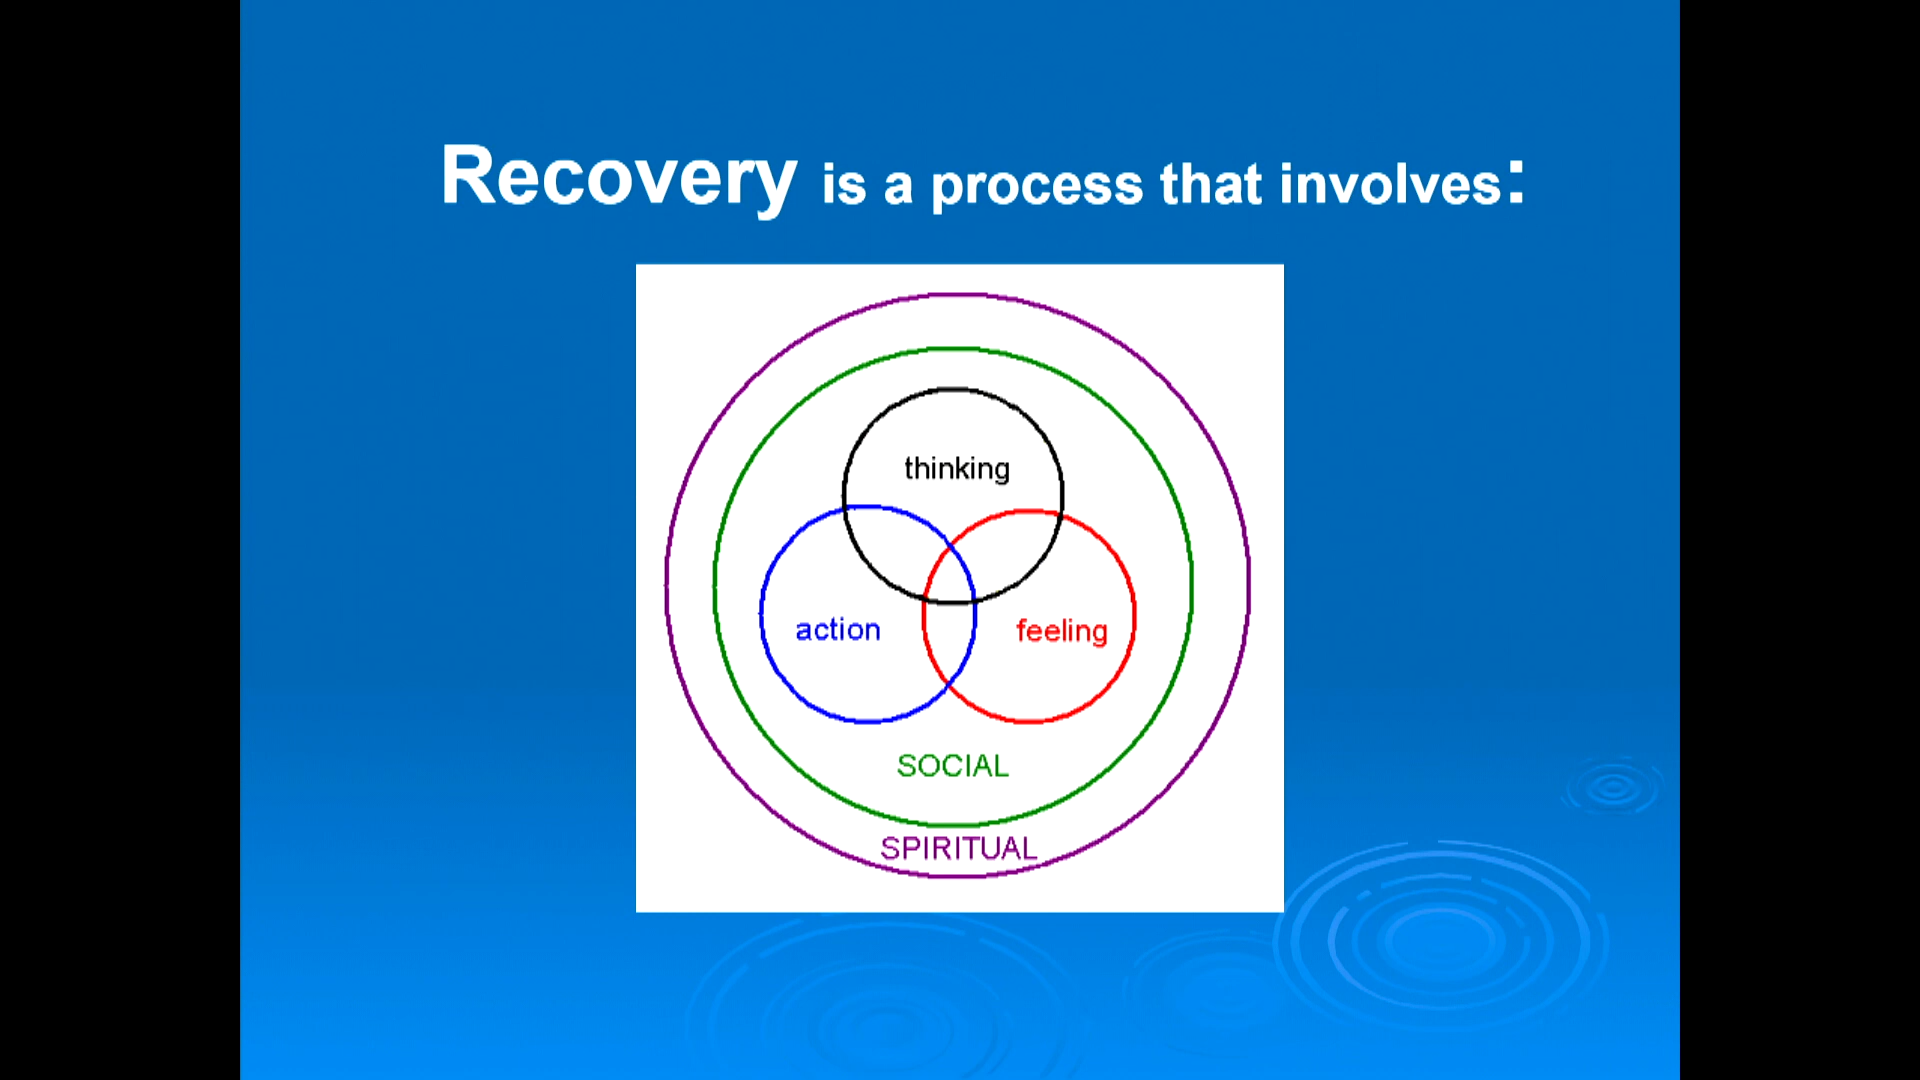 Recovery is a process that involves:
thinking
action
feeling
SOCIAL
SPIRITUAL